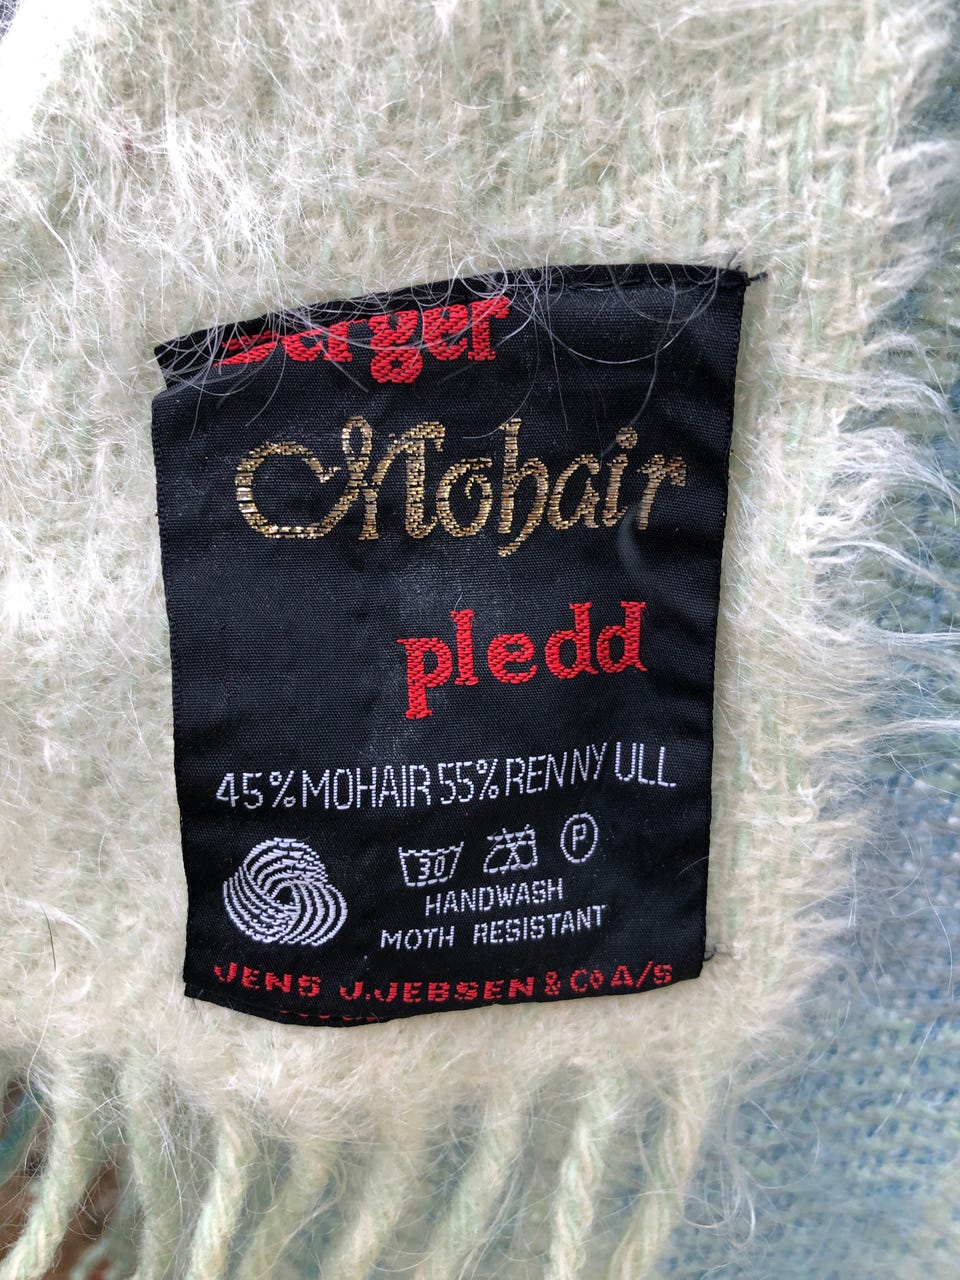 Berger
Mohair
pledd
45% MOHAIR 55% REN NY ULL
30 P
HANDWASH
MOTH RESISTANT
JENS J. JEBSEN & Co A/S